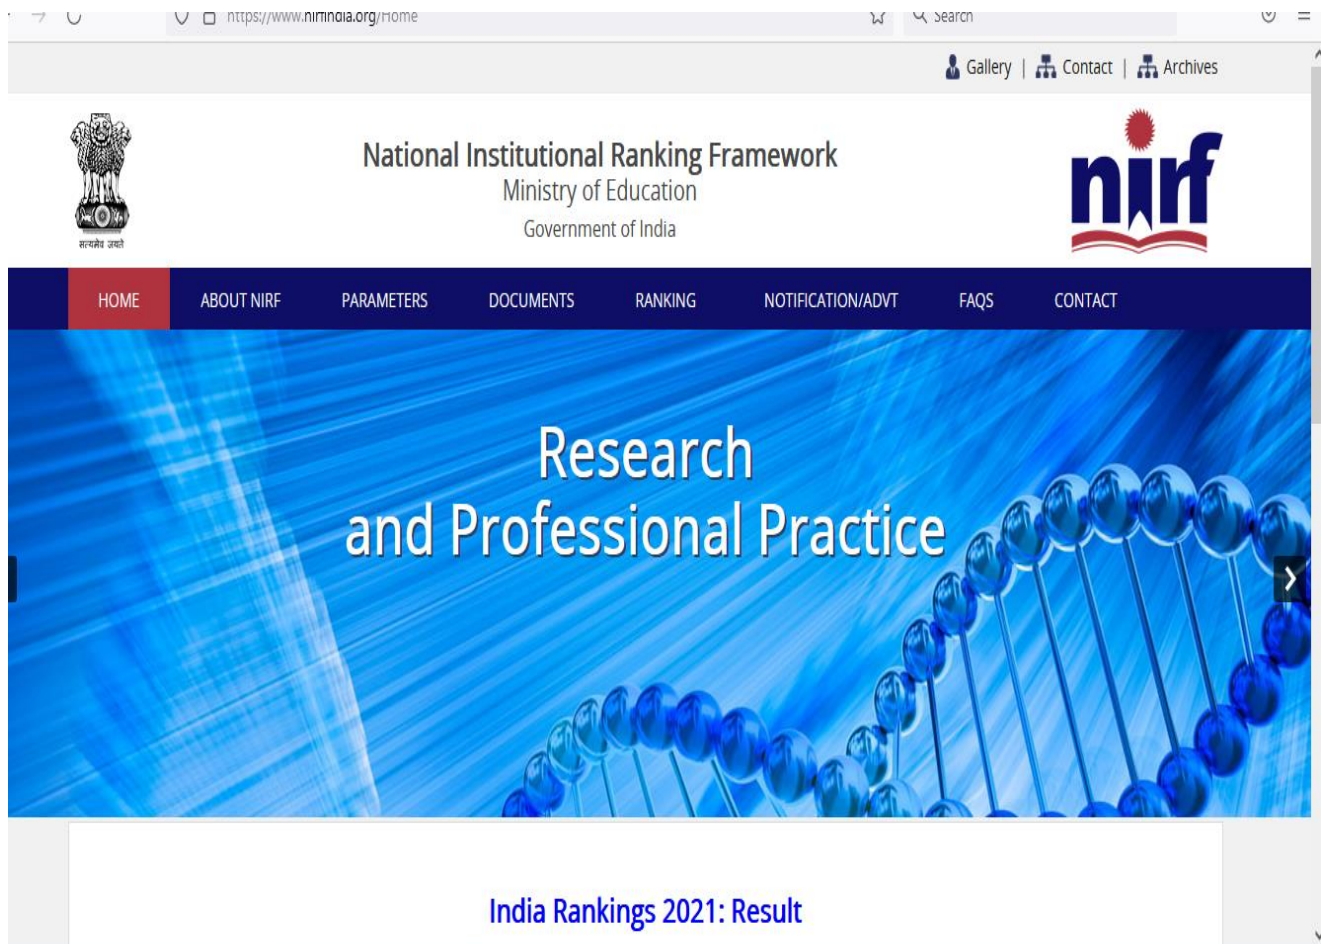 https://www.nirfindia.org/Home
Search
Gallery | Contact | Archives
National Institutional Ranking Framework
Ministry of Education
Government of India
सत्यमेव जयते
nirf
HOME ABOUT NIRF PARAMETERS DOCUMENTS RANKING NOTIFICATION/ADVT FAQS CONTACT
Research
and Professional Practice
India Rankings 2021: Result